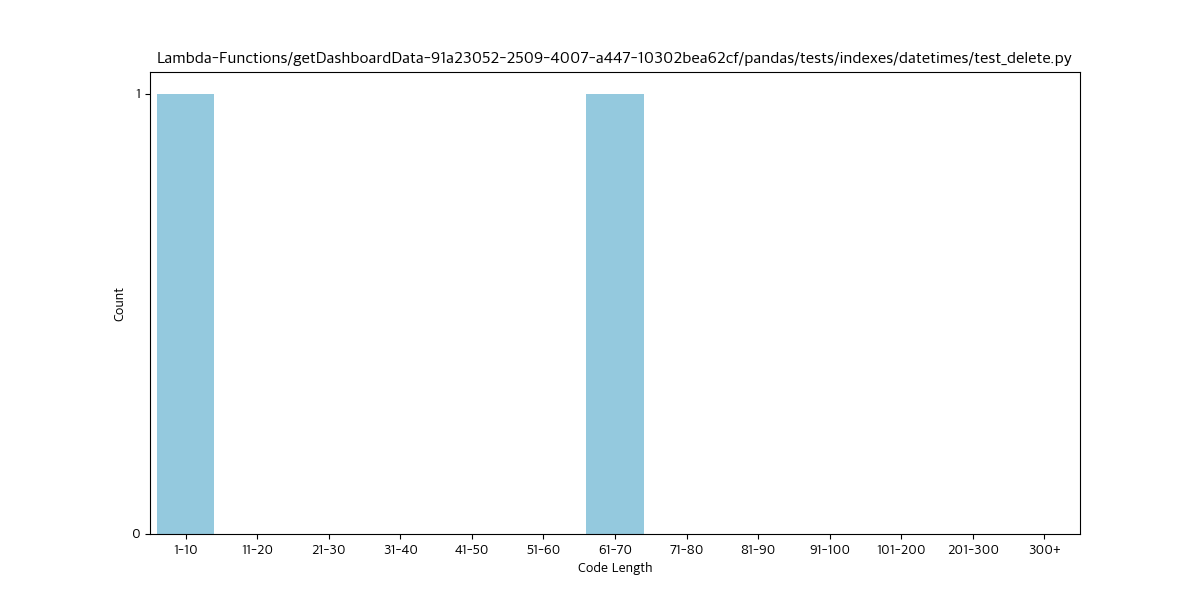 Lambda-Functions/getDashboardData-91a23052-2509-4007-a447-10302bea62cf/pandas/tests/indexes/datetimes/test_delete.py
1
Count
0
1-10 11-20 21-30 31-40 41-50 51-60 61-70 71-80 81-90 91-100 101-200 201-300 300+
Code Length